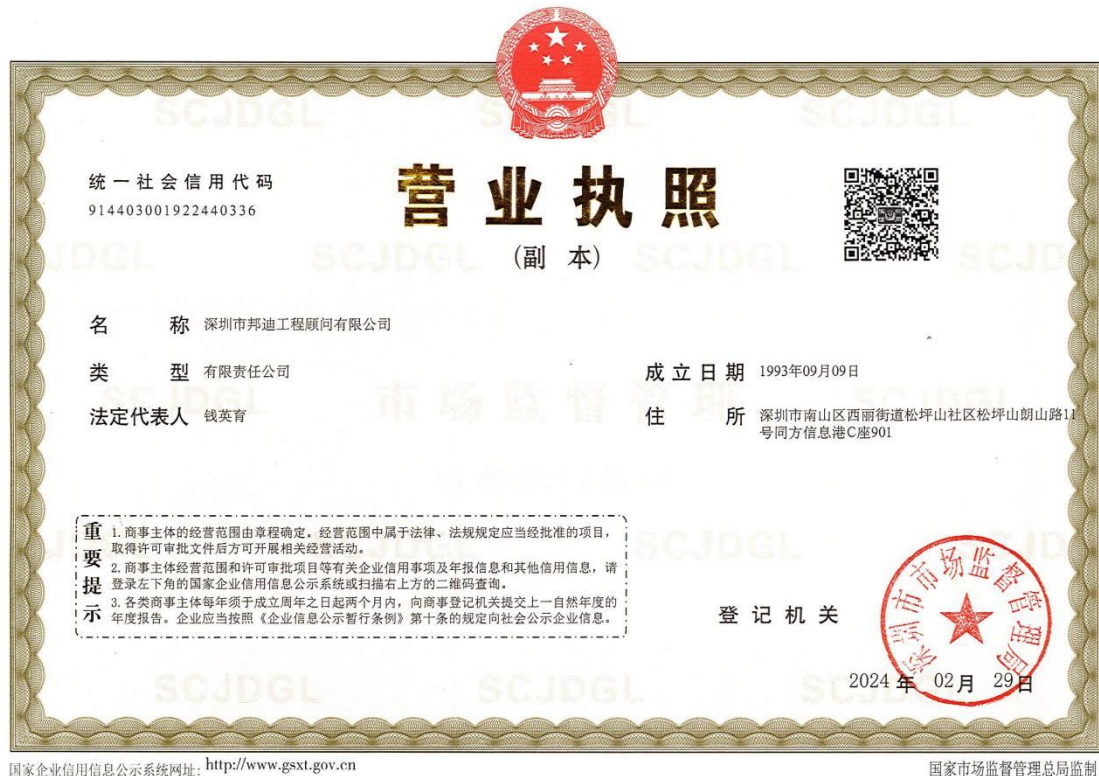 统一社会信用代码
914403001922440336
营业执照
(副 本)
名 称 深圳市邦迪工程顾问有限公司
类 型 有限责任公司
法定代表人 钱英育
成立日期 1993年09月09日
住 所 深圳市南山区西丽街道松坪山社区松坪山朗山路11
号同方信息港C座901
重要提示
1.商事主体的经营范围由章程确定。经营范围中属于法律、法规规定应当经批准的项目，
取得许可审批文件后方可开展相关经营活动。
2.商事主体经营范围和许可审批项目等有关企业信用事项及年报信息和其他信用信息，请
登录左下角的国家企业信用信息公示系统或扫描右上方的二维码查询。
3.各类商事主体每年须于成立周年之日起两个月内，向商事登记机关提交上一自然年度的
年度报告。企业应当按照《企业信息公示暂行条例》第十条的规定向社会公示企业信息。
登记机关
深圳市市场监督管理局
2024 年 02月 29日
SCJDGL
市场监督管理
国家企业信用信息公示系统网址：http://www.gsxt.gov.cn
国家市场监督管理总局监制